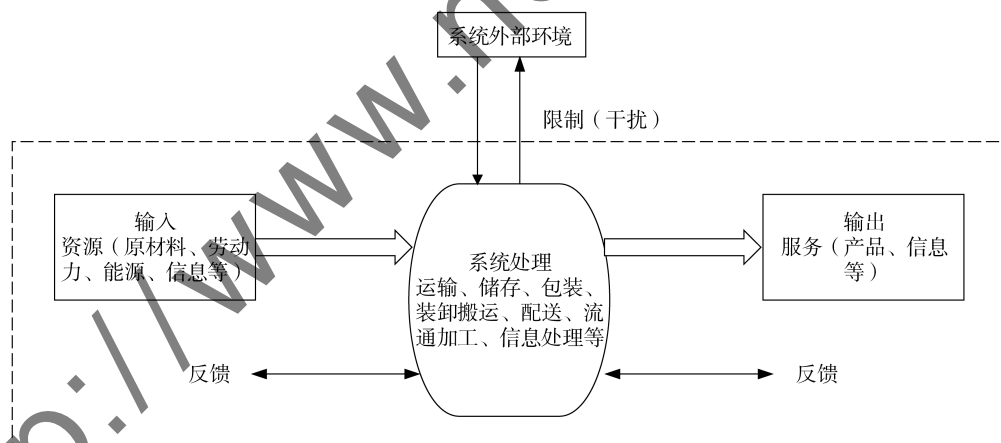 系统外部环境
限制（干扰）
输入
资源（原材料、劳动
力、能源、信息等）
系统处理
运输、储存、包装、
装卸搬运、配送、流
通加工、信息处理等
输出
服务（产品、信息
等）
反馈
反馈
p://www.n